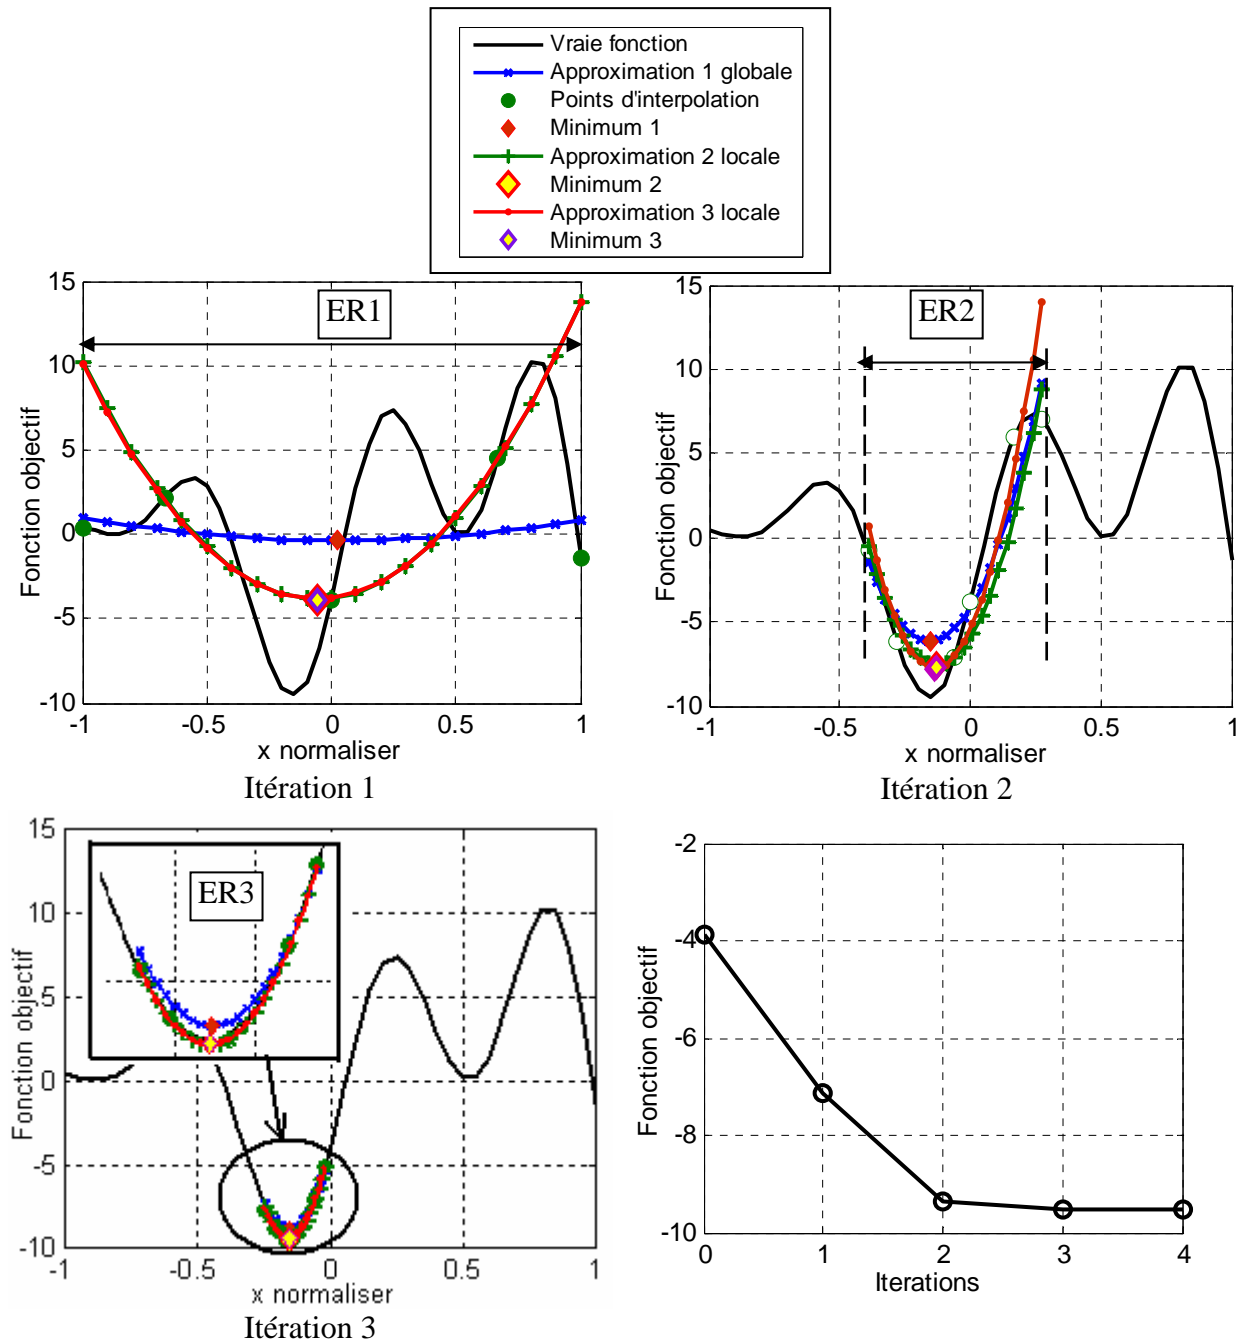 Vraie fonction
Approximation 1 globale
Points d'interpolation
Minimum 1
Approximation 2 locale
Minimum 2
Approximation 3 locale
Minimum 3
15
10
5
0
-5
-10
-1
-0.5
0
0.5
1
Fonction objectif
x normaliser
ER1
Itération 1
15
10
5
0
-5
-10
-1
-0.5
0
0.5
1
Fonction objectif
x normaliser
ER2
Itération 2
15
10
5
0
-5
-10
-1
-0.5
0
0.5
1
Fonction objectif
x normaliser
ER3
Itération 3
-2
-4
-6
-8
-10
0
1
2
3
4
Fonction objectif
Iterations